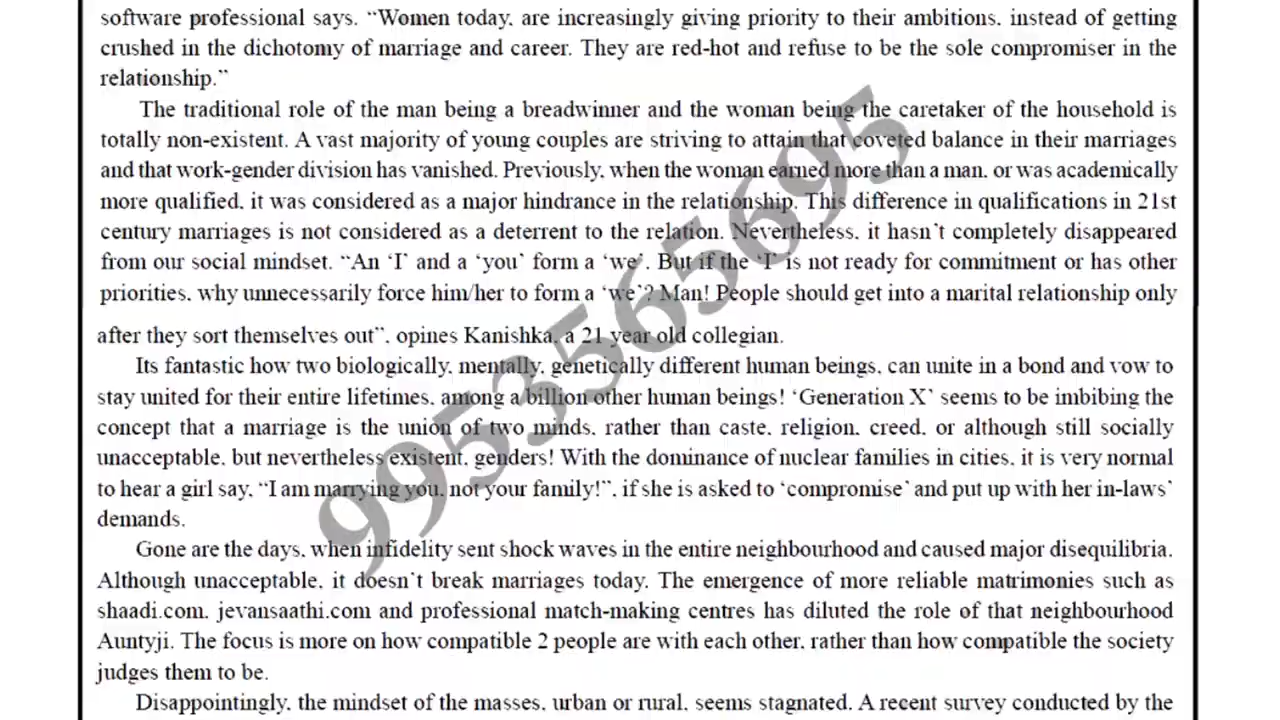 software professional says. “Women today, are increasingly giving priority to their ambitions, instead of getting
crushed in the dichotomy of marriage and career. They are red-hot and refuse to be the sole compromiser in the
relationship.”
The traditional role of the man being a breadwinner and the woman being the caretaker of the household is
totally non-existent. A vast majority of young couples are striving to attain that coveted balance in their marriages
and that work-gender division has vanished. Previously, when the woman earned more than a man, or was academically
more qualified, it was considered as a major hindrance in the relationship. This difference in qualifications in 21st
century marriages is not considered as a deterrent to the relation. Nevertheless, it hasn't completely disappeared
from our social mindset. “An ‘I’ and a ‘you’ form a ‘we’. But if the ‘I’ is not ready for commitment or has other
priorities, why unnecessarily force him/her to form a ‘we’? Man! People should get into a marital relationship only
after they sort themselves out”, opines Kanishka, a 21 year old collegian.
Its fantastic how two biologically, mentally, genetically different human beings, can unite in a bond and vow to
stay united for their entire lifetimes, among a billion other human beings! ‘Generation X’ seems to be imbibing the
concept that a marriage is the union of two minds, rather than caste, religion, creed, or although still socially
unacceptable, but nevertheless existent, genders! With the dominance of nuclear families in cities, it is very normal
to hear a girl say, “I am marrying you, not your family!”, if she is asked to ‘compromise’ and put up with her in-laws’
demands.
Gone are the days, when infidelity sent shock waves in the entire neighbourhood and caused major disequilibria.
Although unacceptable, it doesn't break marriages today. The emergence of more reliable matrimonies such as
shaadi.com, jevansaathi.com and professional match-making centres has diluted the role of that neighbourhood
Auntyji. The focus is more on how compatible 2 people are with each other, rather than how compatible the society
judges them to be.
Disappointingly, the mindset of the masses, urban or rural, seems stagnated. A recent survey conducted by the
9953565695